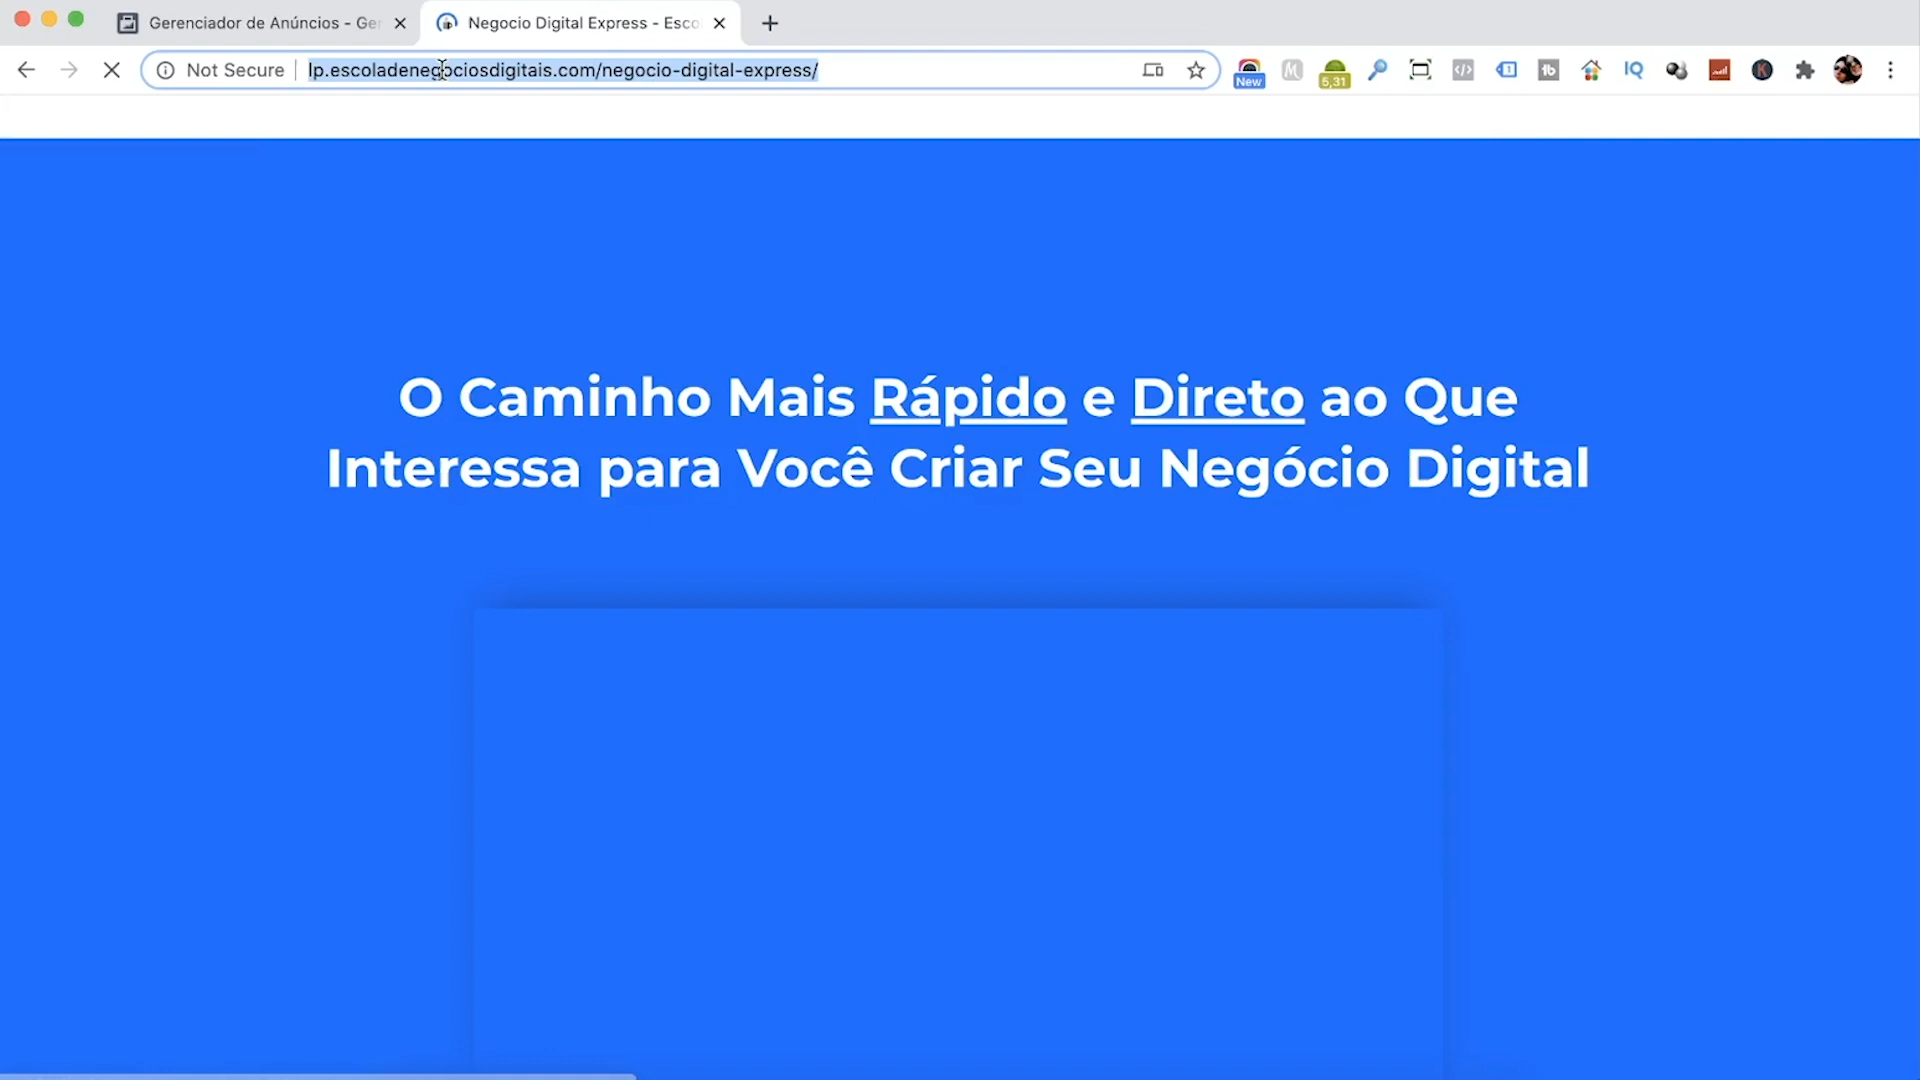 Gerenciador de Anúncios - Ger
Negocio Digital Express - Esco
Not Secure
lp.escoladenegociosdigitais.com/negocio-digital-express/
New
5,31
IQ
O Caminho Mais Rápido e Direto ao Que
Interessa para Você Criar Seu Negócio Digital